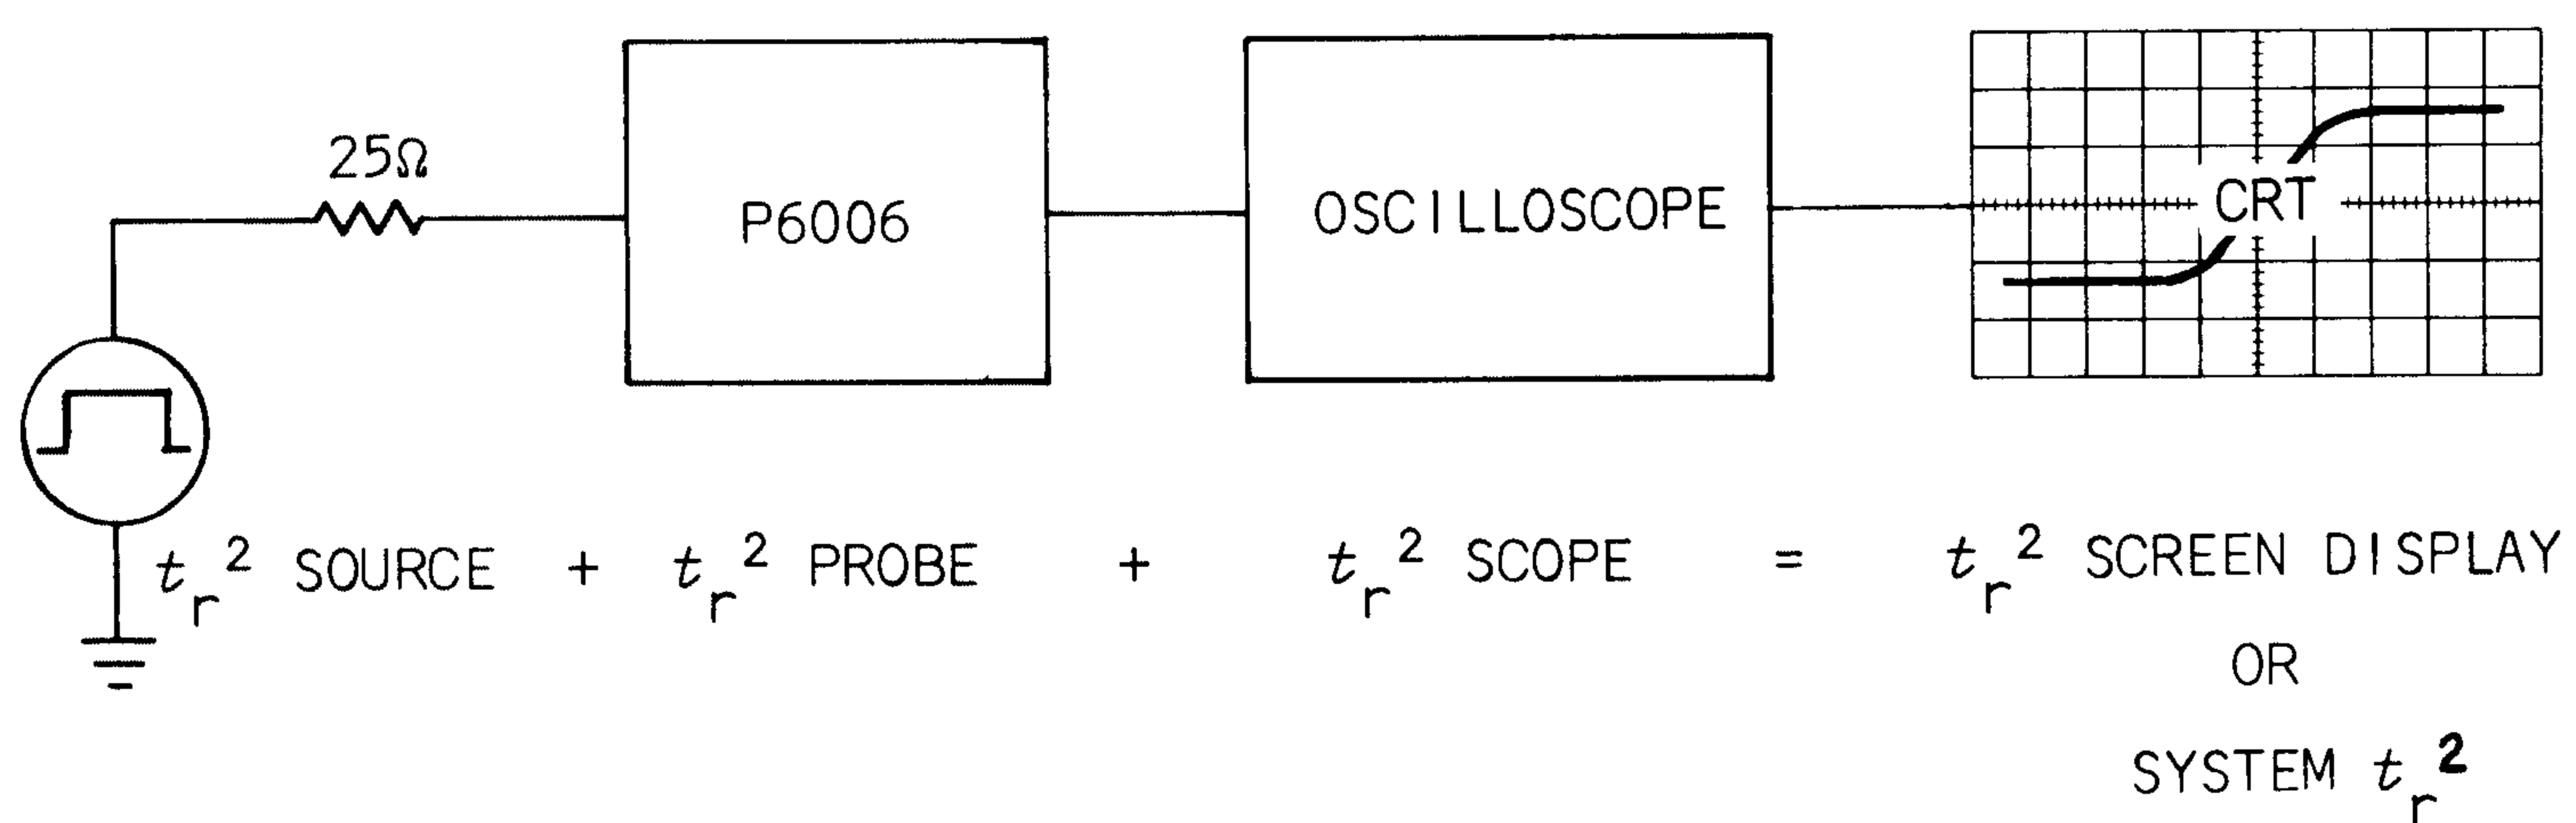 25Ω
P6006
OSCILLOSCOPE
CRT
t_r² SOURCE + t_r² PROBE + t_r² SCOPE = t_r² SCREEN DISPLAY
OR
SYSTEM t_r²